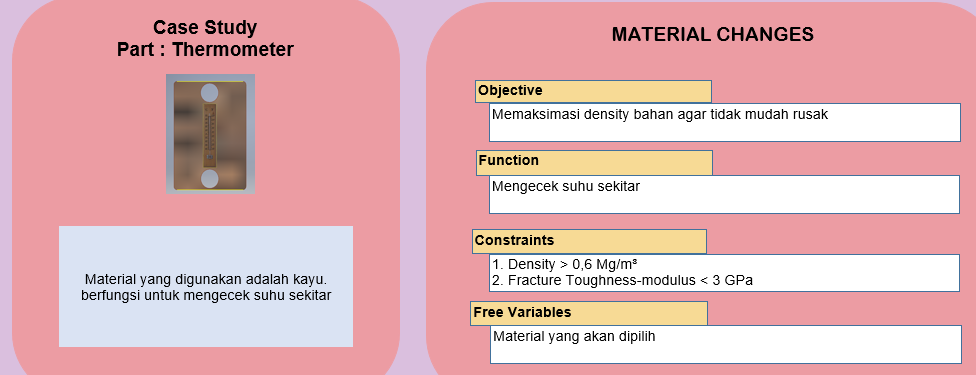 Case Study
Part : Thermometer
Material yang digunakan adalah kayu.
berfungsi untuk mengecek suhu sekitar
MATERIAL CHANGES
Objective
Memaksimasi density bahan agar tidak mudah rusak
Function
Mengecek suhu sekitar
Constraints
1. Density > 0,6 Mg/m³
2. Fracture Toughness-modulus < 3 GPa
Free Variables
Material yang akan dipilih